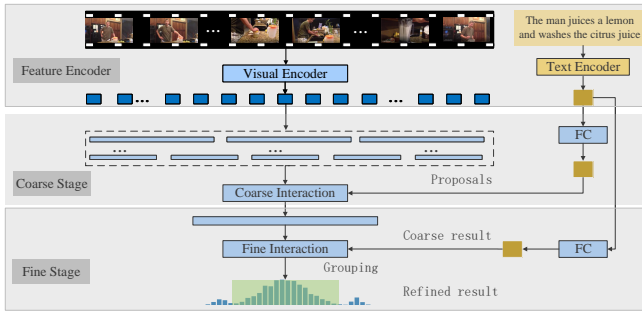 The man juices a lemon
and washes the citrus juice
...
...
Feature Encoder
Visual Encoder
Text Encoder
...
...
FC
...
...
...
Coarse Stage
Proposals
Coarse Interaction
Coarse result
Fine Interaction
FC
Grouping
Fine Stage
Refined result